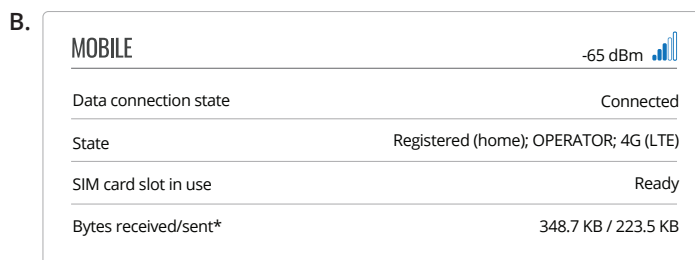 B.
MOBILE -65 dBm
Data connection state Connected
State Registered (home); OPERATOR; 4G (LTE)
SIM card slot in use Ready
Bytes received/sent* 348.7 KB / 223.5 KB